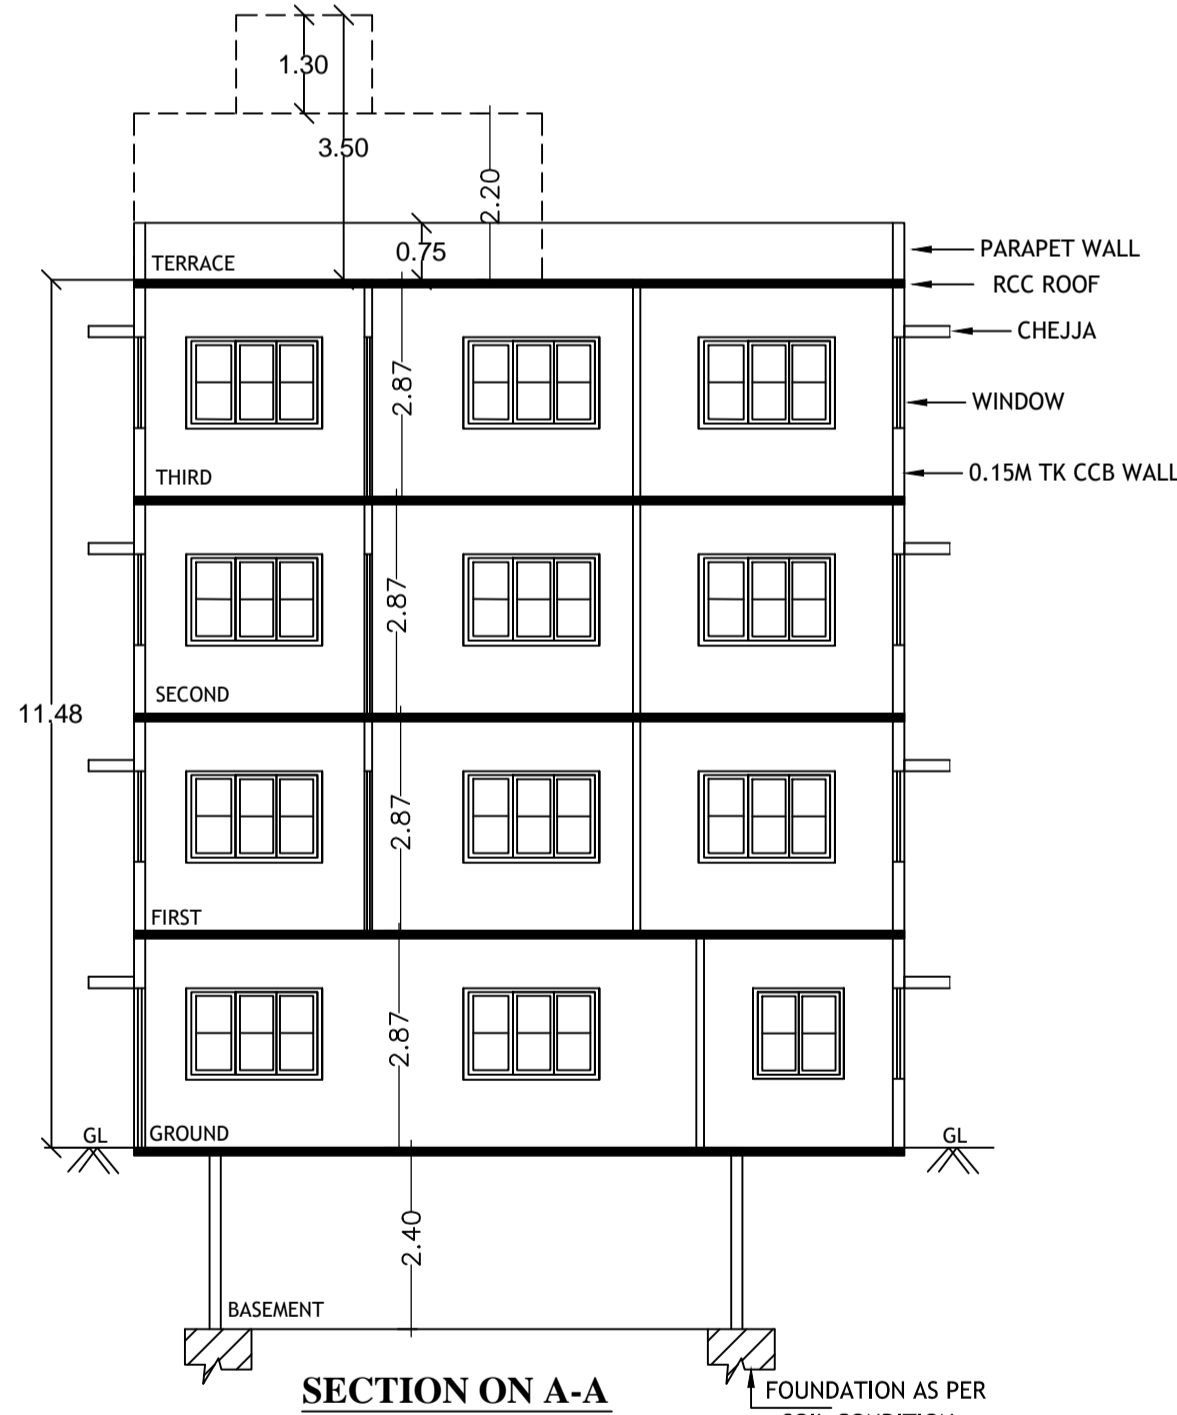 1.30
3.50
2.20
0.75
TERRACE
PARAPET WALL
RCC ROOF
CHEJJA
2.87
WINDOW
THIRD
0.15M TK CCB WALL
2.87
SECOND
11.48
2.87
FIRST
2.87
GL
GROUND
GL
2.40
BASEMENT
SECTION ON A-A
FOUNDATION AS PER
SOIL CONDITION